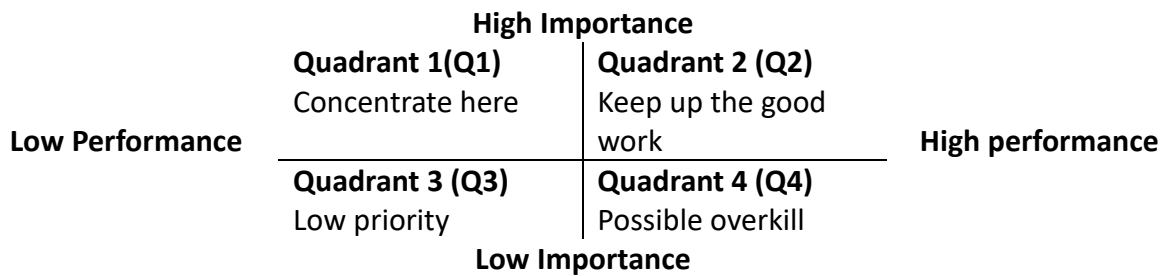 High Importance
Quadrant 1(Q1)
Concentrate here
Quadrant 2 (Q2)
Keep up the good
work
Low Performance
High performance
Quadrant 3 (Q3)
Low priority
Quadrant 4 (Q4)
Possible overkill
Low Importance